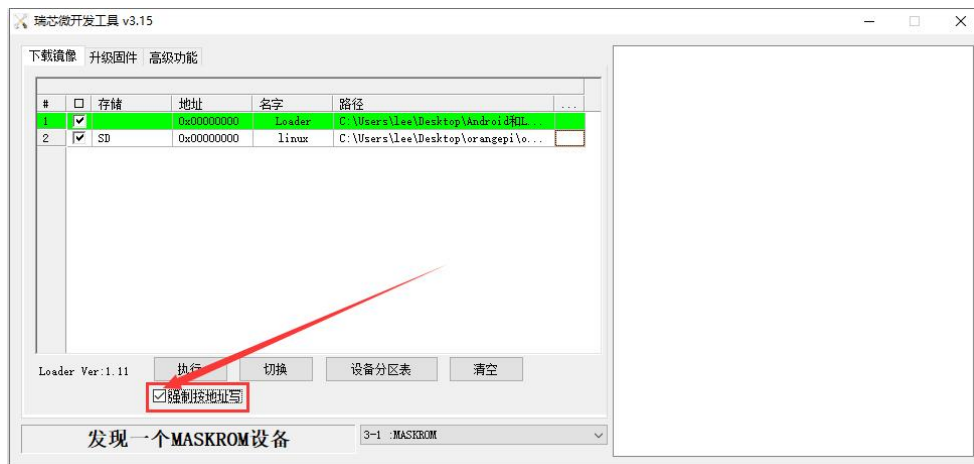 瑞芯微开发工具 v3.15
下载镜像 升级固件 高级功能
# 存储 地址 名字 路径 ...
1 0x00000000 Loader C:\Users\lee\Desktop\Android和L...
2 SD 0x00000000 linux C:\Users\lee\Desktop\orangepi\o...
Loader Ver:1.11 执行 切换 设备分区表 清空
强制按地址写
发现一个MASKROM设备 3-1 :MASKROM